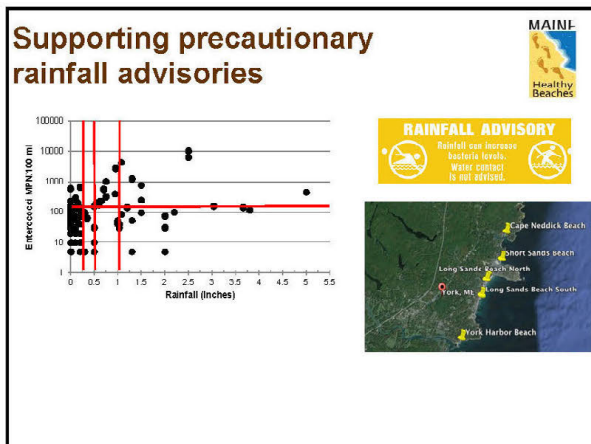 Supporting precautionary
rainfall advisories
MAINE
Healthy
Beaches
Enterococci MPN/100 ml
100000
10000
1000
100
10
1
0
0.5
1
1.5
2
2.5
3
3.5
4
4.5
5
5.5
Rainfall (Inches)
RAINFALL ADVISORY
Rainfall can increase
bacteria levels.
Water contact
is not advised.
Cape Neddick Beach
Short Sands Beach
Long Sands Beach North
York, ME
Long Sands Beach South
York Harbor Beach